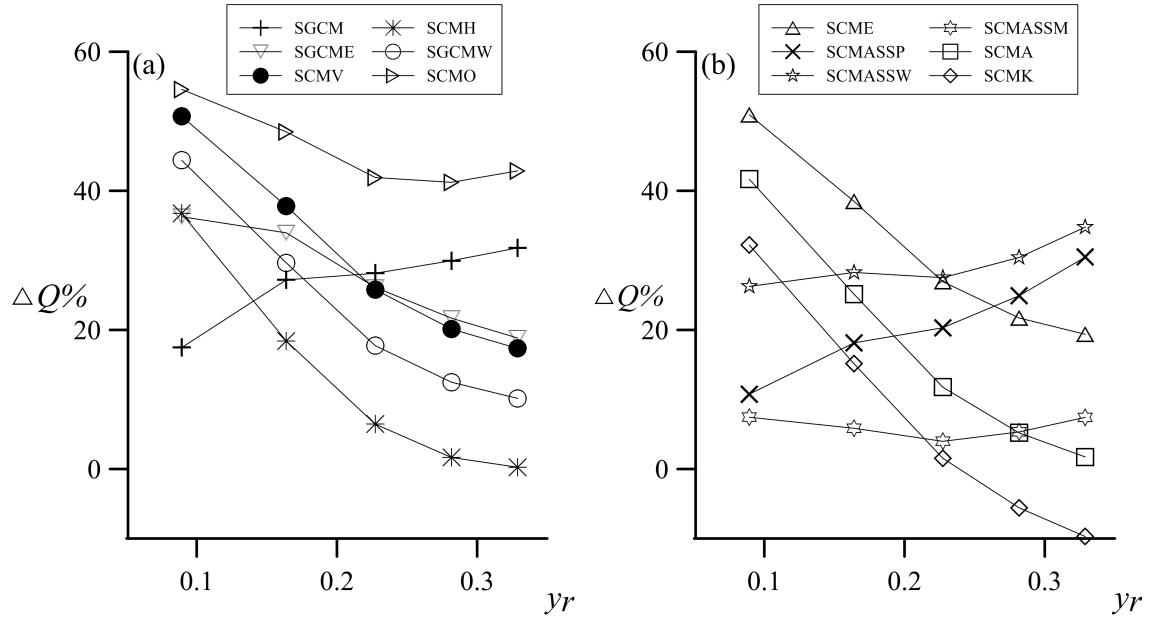 SGCM SCMH
SGCME SGCMW
SCMV SCMO
(a)
60
40
20
0
△Q%
0.1 0.2 0.3
yr
SCME SCMASSM
SCMASSP SCMA
SCMASSW SCMK
(b)
60
40
20
0
△Q%
0.1 0.2 0.3
yr